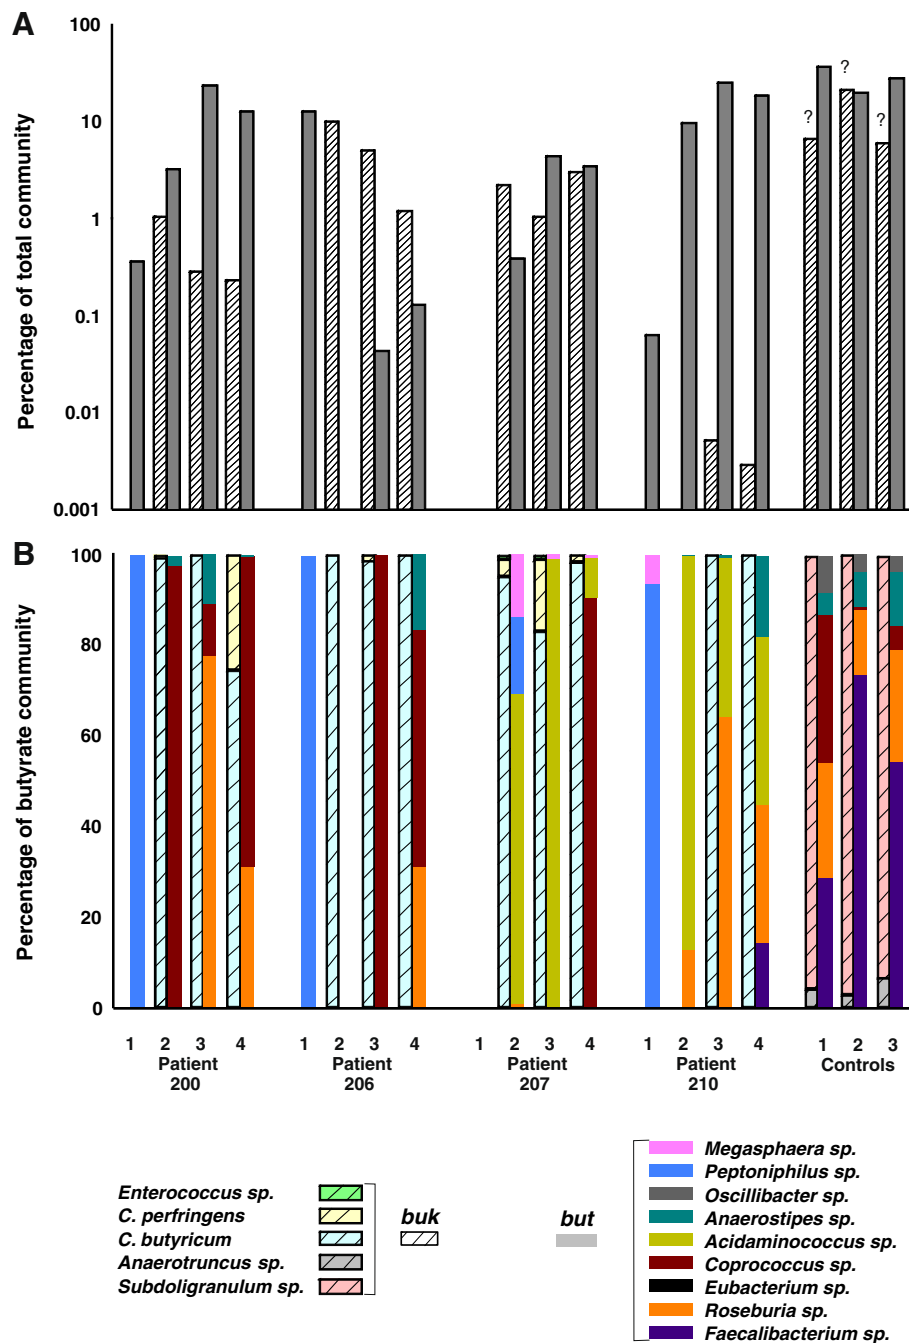 A
Percentage of total community
100
10
1
0.1
0.01
0.001
? ? ?
B
Percentage of butyrate community
100
80
60
40
20
0
1 2 3 4 1 2 3 4 1 2 3 4 1 2 3 4 1 2 3
Patient Patient Patient Patient Controls
200 206 207 210
Enterococcus sp.
C. perfringens
C. butyricum
Anaerotruncus sp.
Subdoligranulum sp.
buk
but
Megasphaera sp.
Peptoniphilus sp.
Oscillibacter sp.
Anaerostipes sp.
Acidaminococcus sp.
Coprococcus sp.
Eubacterium sp.
Roseburia sp.
Faecalibacterium sp.